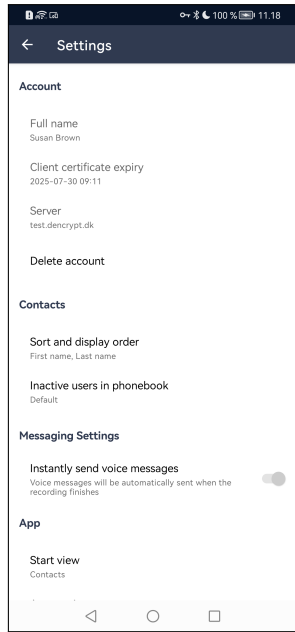 100 % 11.18
Settings
Account
Full name
Susan Brown
Client certificate expiry
2025-07-30 09:11
Server
test.dencrypt.dk
Delete account
Contacts
Sort and display order
First name, Last name
Inactive users in phonebook
Default
Messaging Settings
Instantly send voice messages
Voice messages will be automatically sent when the
recording finishes
App
Start view
Contacts